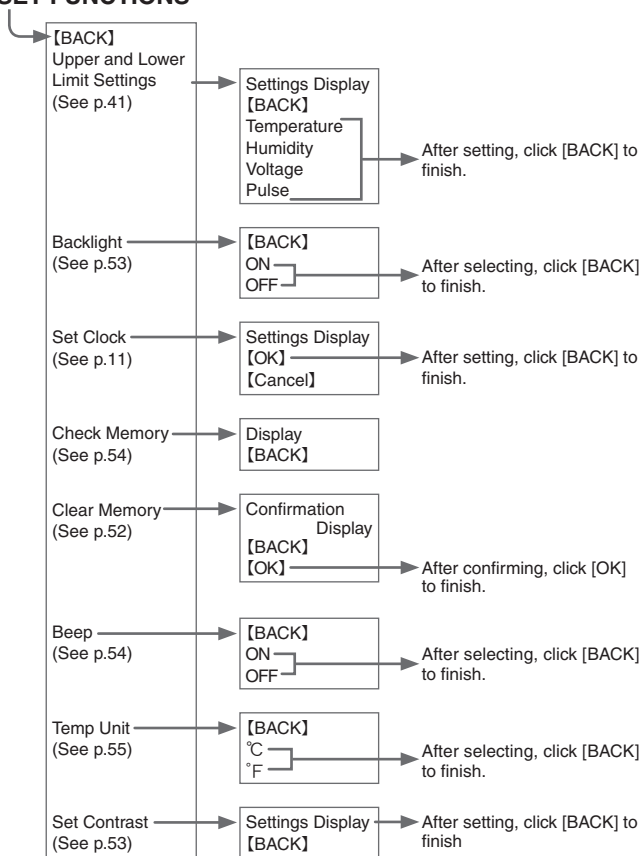 【BACK】
Upper and Lower
Limit Settings
(See p.41)
Settings Display
【BACK】
Temperature
Humidity
Voltage
Pulse
After setting, click [BACK] to
finish.
Backlight
(See p.53)
【BACK】
ON
OFF
After selecting, click [BACK]
to finish.
Set Clock
(See p.11)
Settings Display
【OK】
【Cancel】
After setting, click [BACK] to
finish.
Check Memory
(See p.54)
Display
【BACK】
Clear Memory
(See p.52)
Confirmation
Display
【BACK】
【OK】
After confirming, click [OK]
to finish.
Beep
(See p.54)
【BACK】
ON
OFF
After selecting, click [BACK]
to finish.
Temp Unit
(See p.55)
【BACK】
℃
°F
After selecting, click [BACK]
to finish.
Set Contrast
(See p.53)
Settings Display
【BACK】
After setting, click [BACK] to
finish